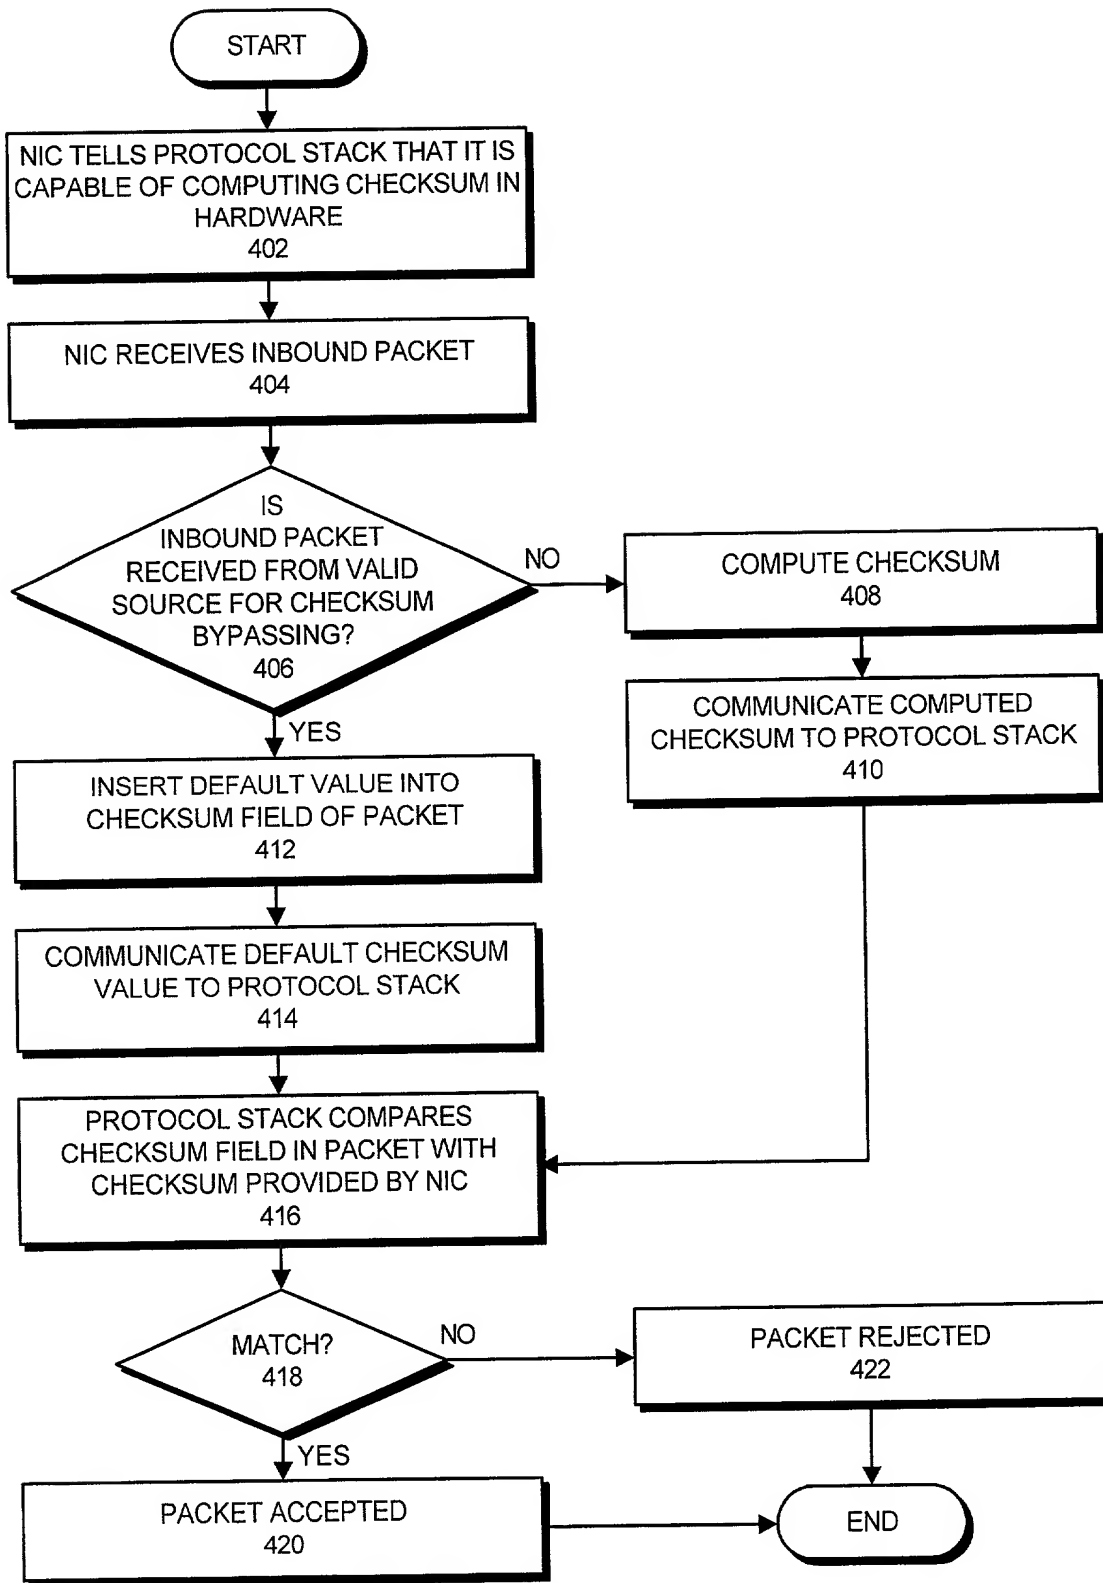 START
NIC TELLS PROTOCOL STACK THAT IT IS
CAPABLE OF COMPUTING CHECKSUM IN
HARDWARE
402
NIC RECEIVES INBOUND PACKET
404
IS
INBOUND PACKET
RECEIVED FROM VALID
SOURCE FOR CHECKSUM
BYPASSING?
406
NO
COMPUTE CHECKSUM
408
COMMUNICATE COMPUTED
CHECKSUM TO PROTOCOL STACK
410
YES
INSERT DEFAULT VALUE INTO
CHECKSUM FIELD OF PACKET
412
COMMUNICATE DEFAULT CHECKSUM
VALUE TO PROTOCOL STACK
414
PROTOCOL STACK COMPARES
CHECKSUM FIELD IN PACKET WITH
CHECKSUM PROVIDED BY NIC
416
MATCH?
418
NO
PACKET REJECTED
422
YES
PACKET ACCEPTED
420
END